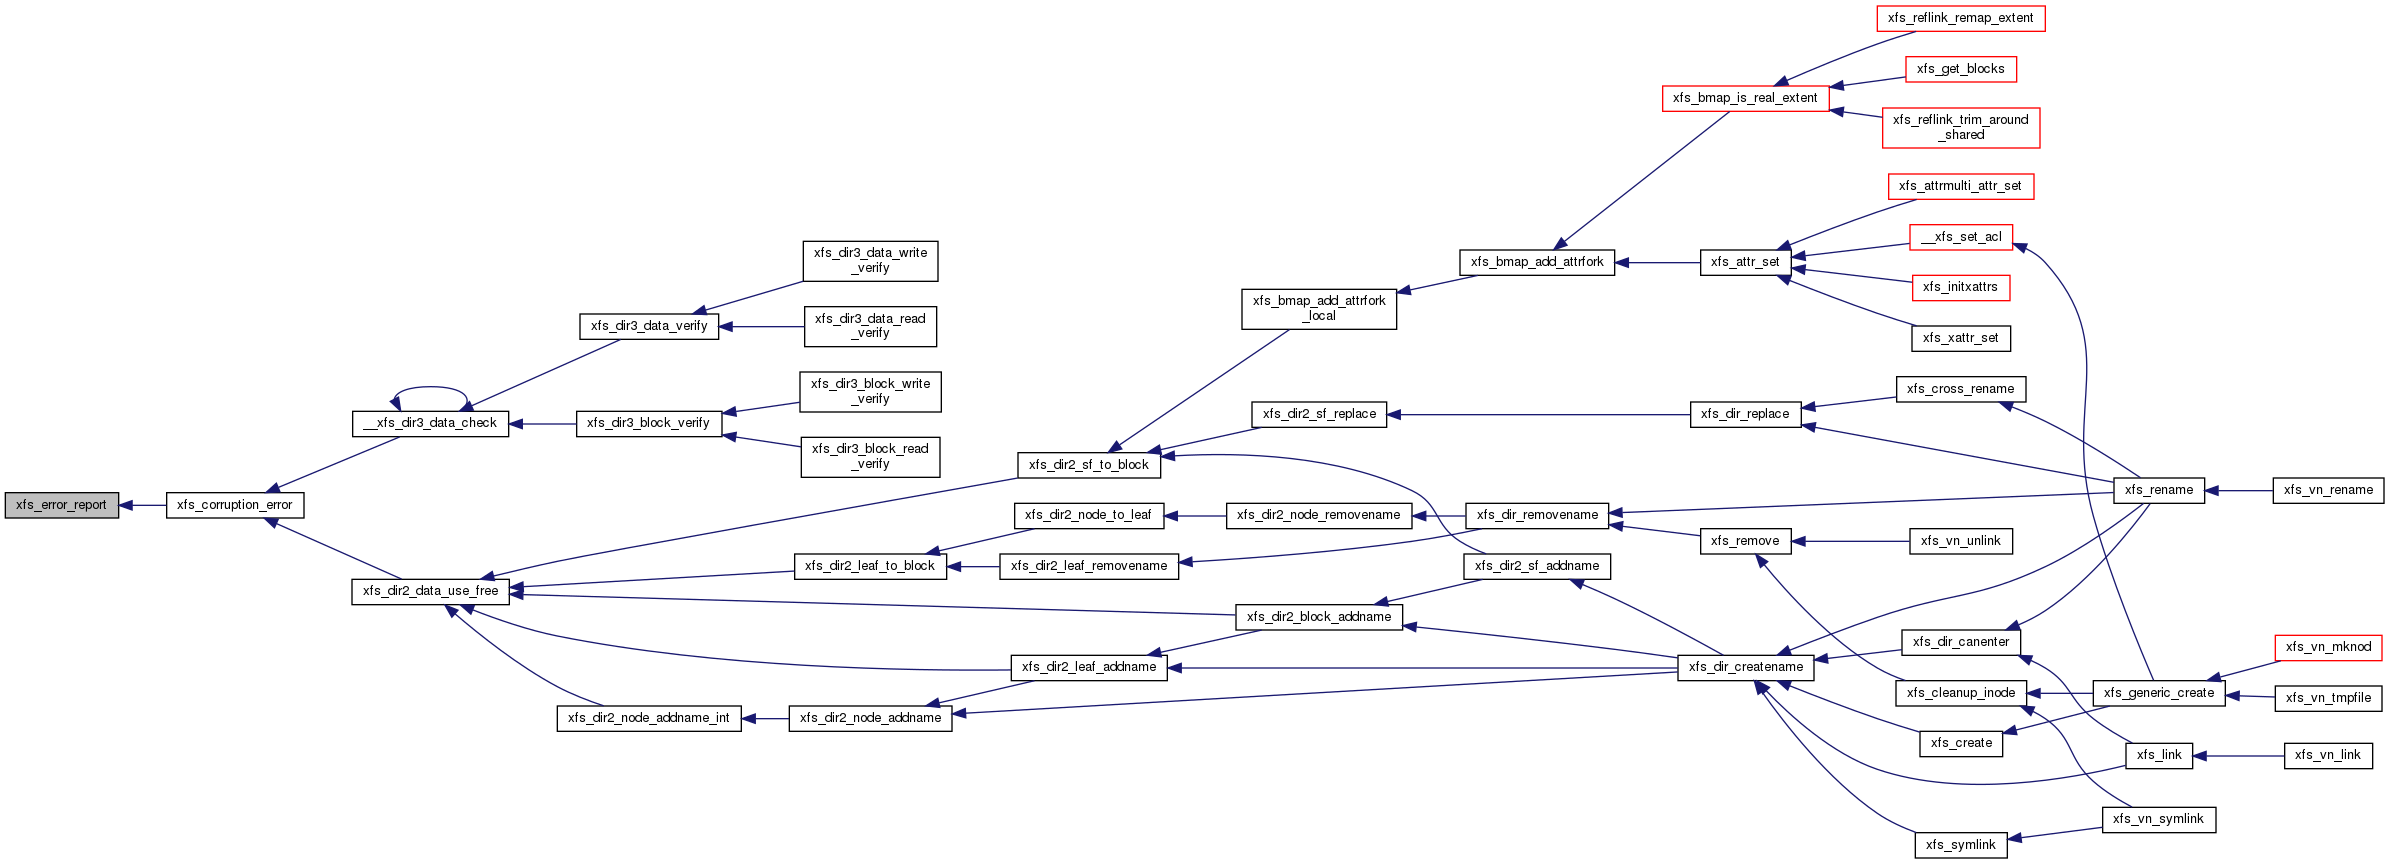 xfs_error_report
xfs_corruption_error
__xfs_dir3_data_check
xfs_dir2_data_use_free
xfs_dir3_data_verify
xfs_dir3_block_verify
xfs_dir2_node_addname_int
xfs_dir3_data_write
_verify
xfs_dir3_data_read
_verify
xfs_dir3_block_write
_verify
xfs_dir3_block_read
_verify
xfs_dir2_leaf_to_block
xfs_dir2_node_addname
xfs_dir2_sf_to_block
xfs_dir2_node_to_leaf
xfs_dir2_leaf_removename
xfs_dir2_leaf_addname
xfs_bmap_add_attrfork
_local
xfs_dir2_sf_replace
xfs_dir2_node_removename
xfs_dir2_block_addname
xfs_bmap_add_attrfork
xfs_dir_removename
xfs_dir2_sf_addname
xfs_bmap_is_real_extent
xfs_attr_set
xfs_dir_replace
xfs_remove
xfs_dir_createname
xfs_reflink_remap_extent
xfs_get_blocks
xfs_reflink_trim_around
_shared
xfs_attrmulti_attr_set
__xfs_set_acl
xfs_initxattrs
xfs_xattr_set
xfs_cross_rename
xfs_vn_unlink
xfs_dir_canenter
xfs_cleanup_inode
xfs_create
xfs_symlink
xfs_rename
xfs_generic_create
xfs_link
xfs_vn_symlink
xfs_vn_rename
xfs_vn_mknod
xfs_vn_tmpfile
xfs_vn_link